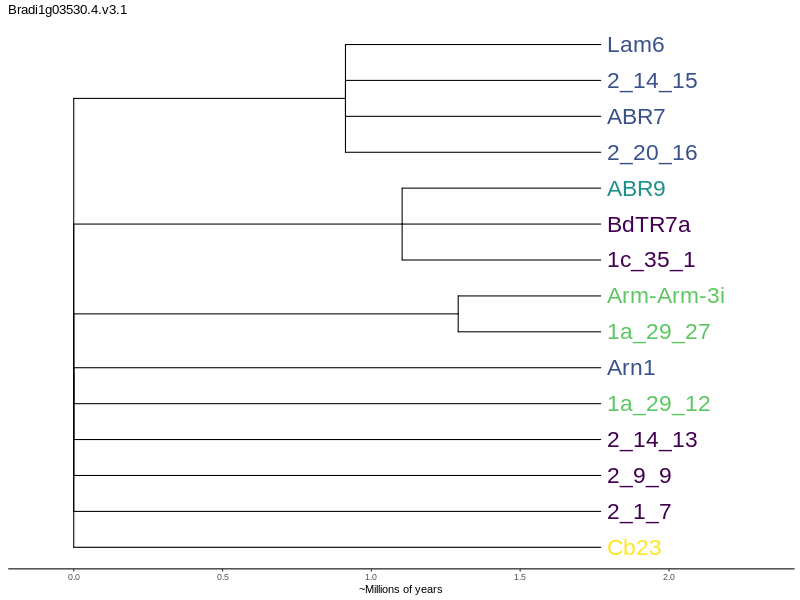 Bradi1g03530.4.v3.1
Lam6
2_14_15
ABR7
2_20_16
ABR9
BdTR7a
1c_35_1
Arm-Arm-3i
1a_29_27
Arn1
1a_29_12
2_14_13
2_9_9
2_1_7
Cb23
0.0 0.5 1.0 1.5 2.0
~Millions of years